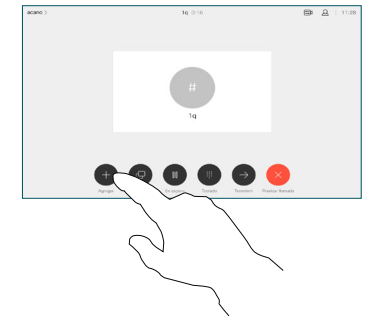 acano >
1q
11:28
#
1q
Agregar
En espera
Teclado
Transferir
Finalizar llamada